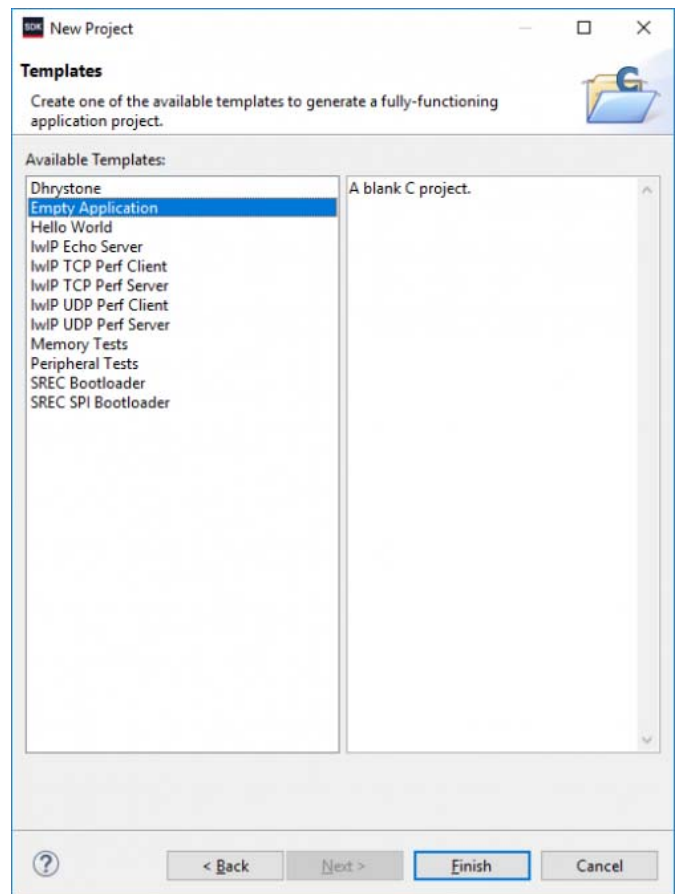 SDK New Project
Templates
Create one of the available templates to generate a fully-functioning
application project.
Available Templates:
Dhrystone
Empty Application
Hello World
lwIP Echo Server
lwIP TCP Perf Client
lwIP TCP Perf Server
lwIP UDP Perf Client
lwIP UDP Perf Server
Memory Tests
Peripheral Tests
SREC Bootloader
SREC SPI Bootloader
A blank C project.
C
?
< Back
Next >
Finish
Cancel